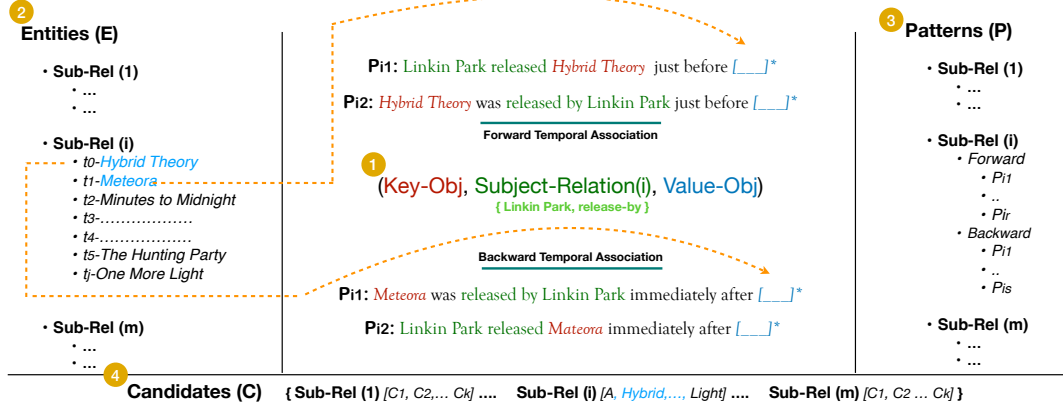 2
Entities (E)
• Sub-Rel (1)
• ...
• ...
• Sub-Rel (i)
• t0-Hybrid Theory
• t1-Meteora
• t2-Minutes to Midnight
• t3-………………
• t4-………………
• t5-The Hunting Party
• tj-One More Light
• Sub-Rel (m)
• ...
• ...
Pi1: Linkin Park released Hybrid Theory just before [___]*
Pi2: Hybrid Theory was released by Linkin Park just before [___]*
Forward Temporal Association
1
(Key-Obj, Subject-Relation(i), Value-Obj)
{ Linkin Park, release-by }
Backward Temporal Association
Pi1: Meteora was released by Linkin Park immediately after [___]*
Pi2: Linkin Park released Mateora immediately after [___]*
3
Patterns (P)
• Sub-Rel (1)
• ...
• ...
• Sub-Rel (i)
• Forward
• Pi1
• ..
• Pir
• Backward
• Pi1
• ..
• Pis
• Sub-Rel (m)
• ...
• ...
4
Candidates (C) { Sub-Rel (1) [C1, C2,... Ck] .... Sub-Rel (i) [A, Hybrid,..., Light] .... Sub-Rel (m) [C1, C2 ... Ck] }